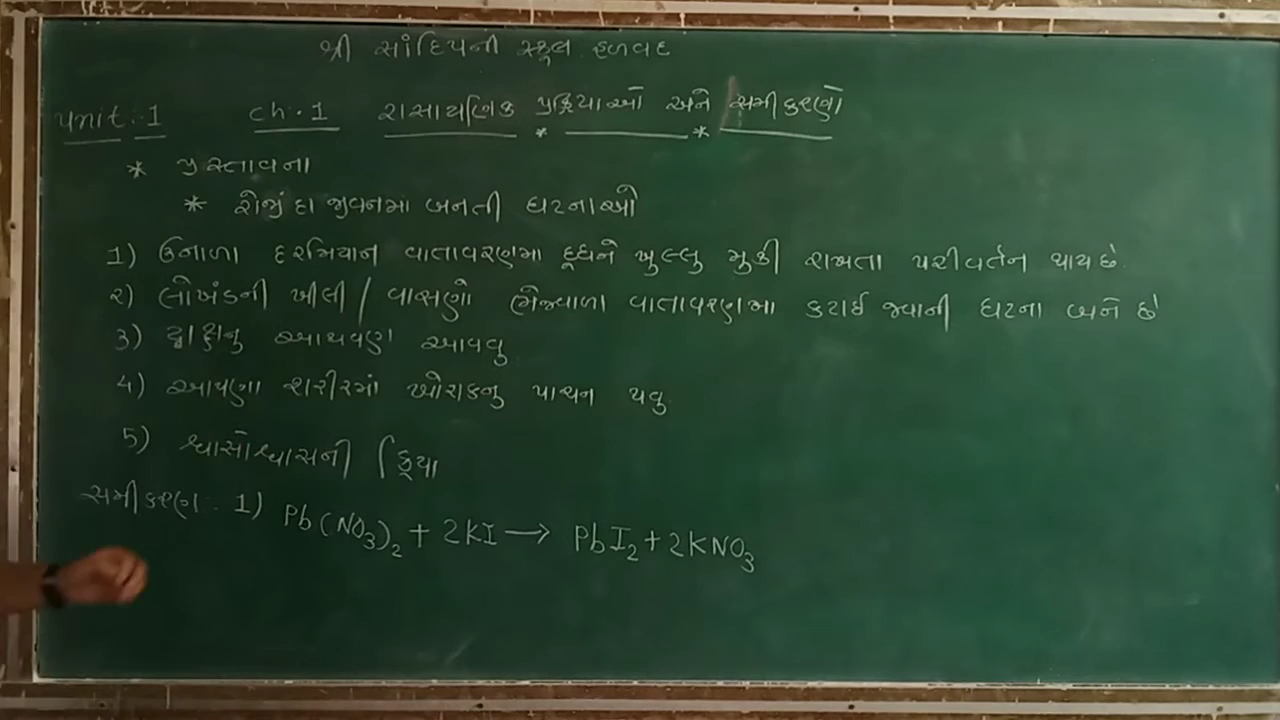 શ્રી સાંદિપની સ્કૂલ હળવદ
Unit:-1 ch.1 રાસાયણિક પ્રક્રિયાઓ અને સમીકરણો
* પ્રસ્તાવના
* રોજીંદા જીવનમા બનતી ઘટનાઓ
1) ઉનાળા દરમિયાન વાતાવરણમા દૂધને ખુલ્લુ મુકી રાખતા પરીવર્તન થાય છે.
૨) લોખંડની ખીલી / વાસણો ભેજવાળા વાતાવરણમા કટાઈ જવાની ઘટના બને છે
3) દ્રાક્ષનુ આથવણ આવવુ
4) આપણા શરીરમાં ખોરાકનુ પાચન થવુ
5) શ્વાસોશ્વાસની ક્રિયા
સમીકરણ : 1) Pb(NO₃)₂ + 2KI → PbI₂ + 2KNO₃